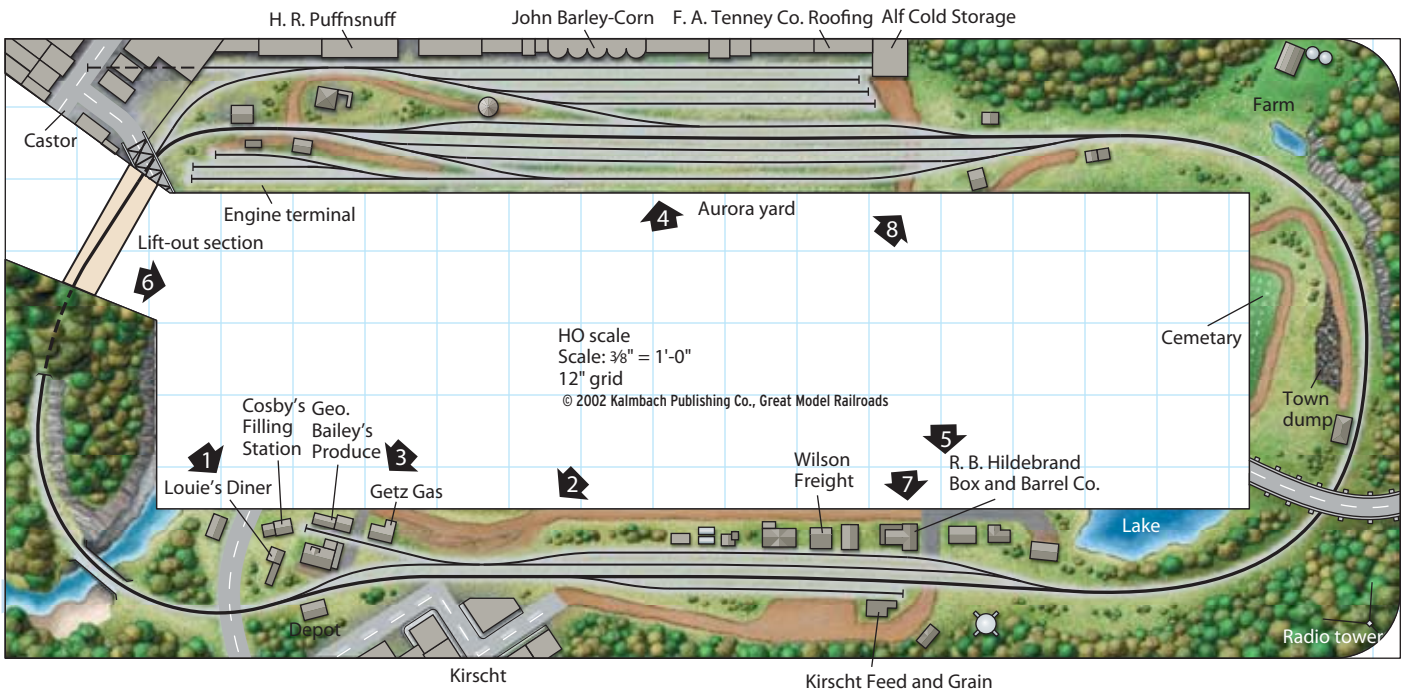 H. R. Puffnsnuff
John Barley-Corn
F. A. Tenney Co. Roofing
Alf Cold Storage
Castor
Farm
Engine terminal
4
Aurora yard
8
Lift-out section
6
HO scale
Scale: 3/8" = 1'-0"
12" grid
© 2002 Kalmbach Publishing Co., Great Model Railroads
Cemetary
Town
dump
1
Louie's Diner
Cosby's
Filling
Station
Geo.
Bailey's
Produce
3
Getz Gas
2
Wilson
Freight
7
5
R. B. Hildebrand
Box and Barrel Co.
Lake
Depot
Kirscht
Kirscht Feed and Grain
Radio tower